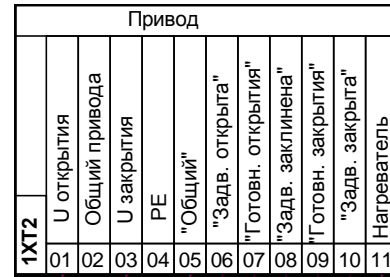 Привод
1XT2
U открытия
Общий привода
U закрытия
PE
"Общий"
"Задв. открыта"
"Готовн. открытия"
"Задв. заклинена"
"Готовн. закрытия"
"Задв. закрыта"
Нагреватель
01 02 03 04 05 06 07 08 09 10 11